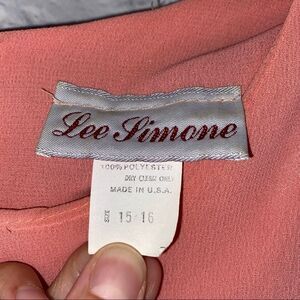 Lee Simone
100% POLYESTER
DRY CLEAN ONLY
MADE IN U.S.A.
SIZE 15 16